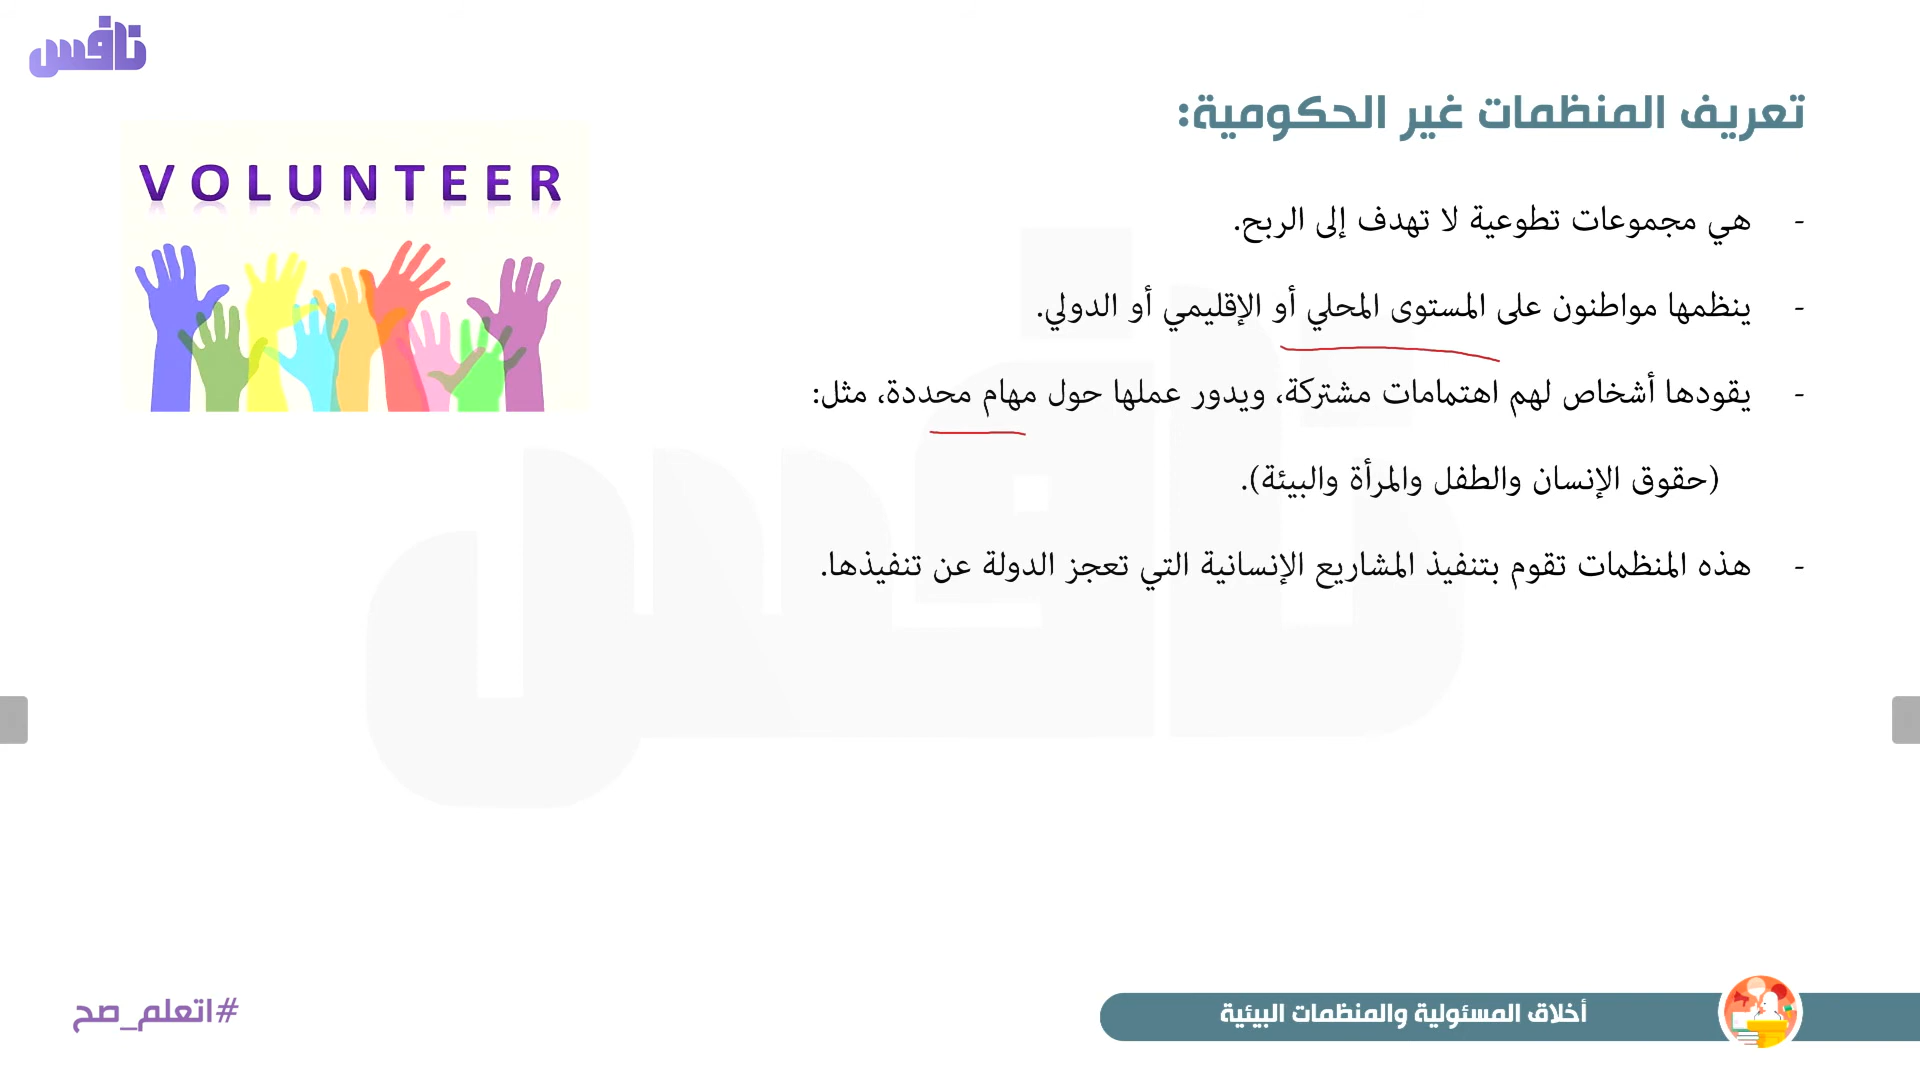 نافس
تعريف المنظمات غير الحكومية:
VOLUNTEER
- هي مجموعات تطوعية لا تهدف إلى الربح.
- ينظمها مواطنون على المستوى المحلي أو الإقليمي أو الدولي.
- يقودها أشخاص لهم اهتمامات مشتركة، ويدور عملها حول مهام محددة، مثل:
(حقوق الإنسان والطفل والمرأة والبيئة).
- هذه المنظمات تقوم بتنفيذ المشاريع الإنسانية التي تعجز الدولة عن تنفيذها.
نافس
أخلاق المسئولية والمنظمات البيئية
#اتعلم_صح